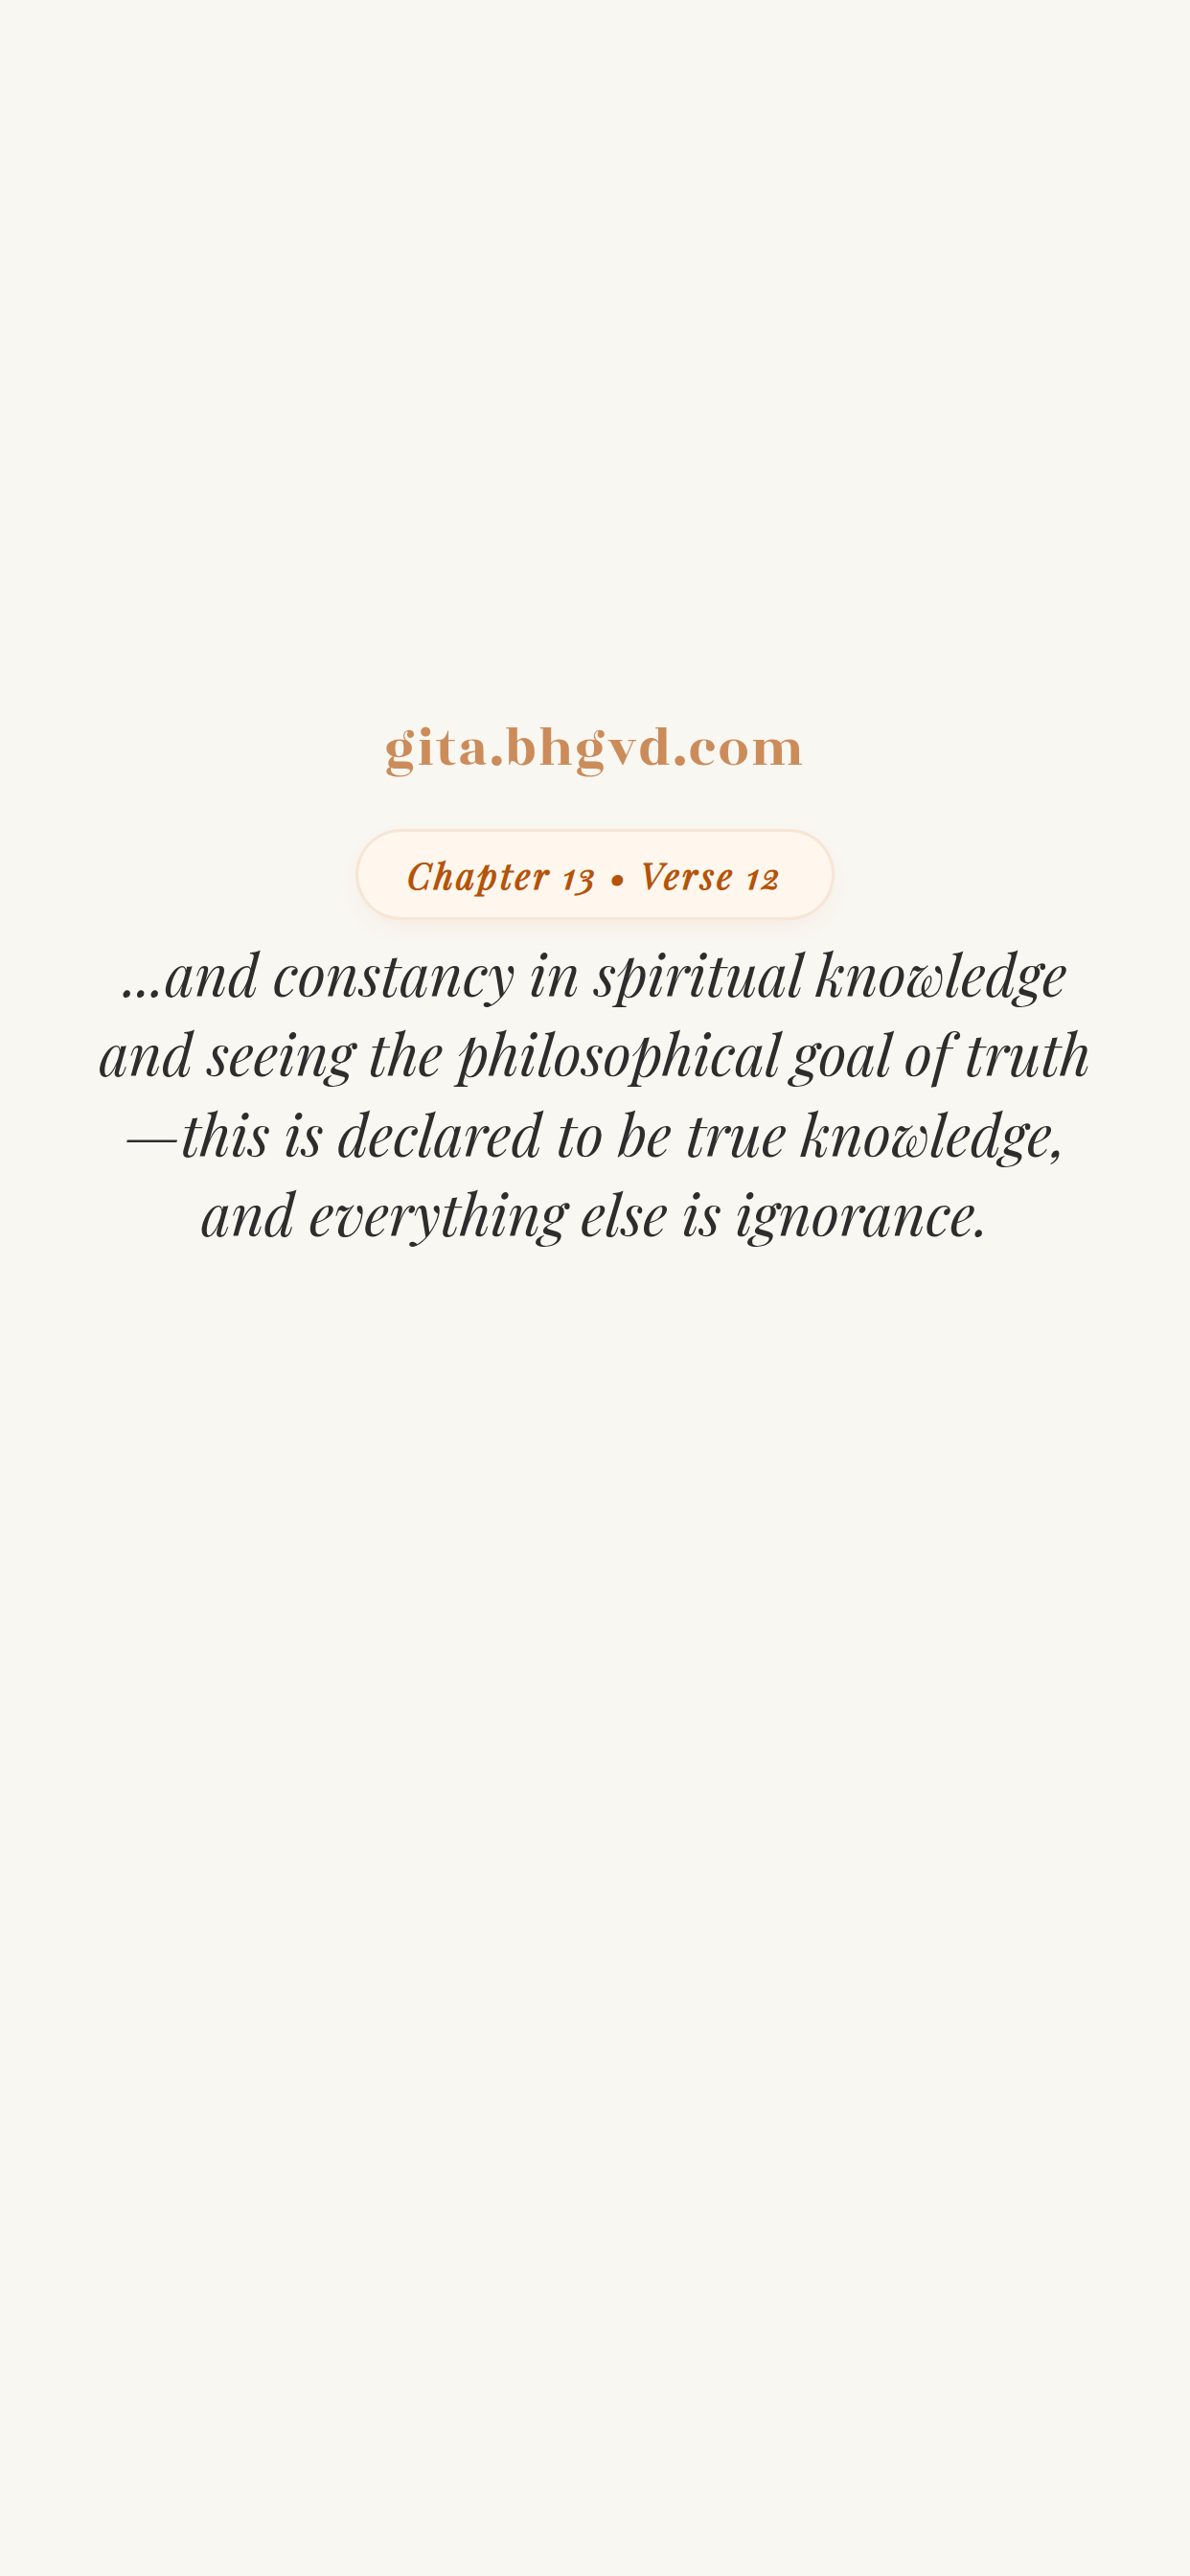 gita.bhgvd.com
Chapter 13 • Verse 12
...and constancy in spiritual knowledge
and seeing the philosophical goal of truth
—this is declared to be true knowledge,
and everything else is ignorance.